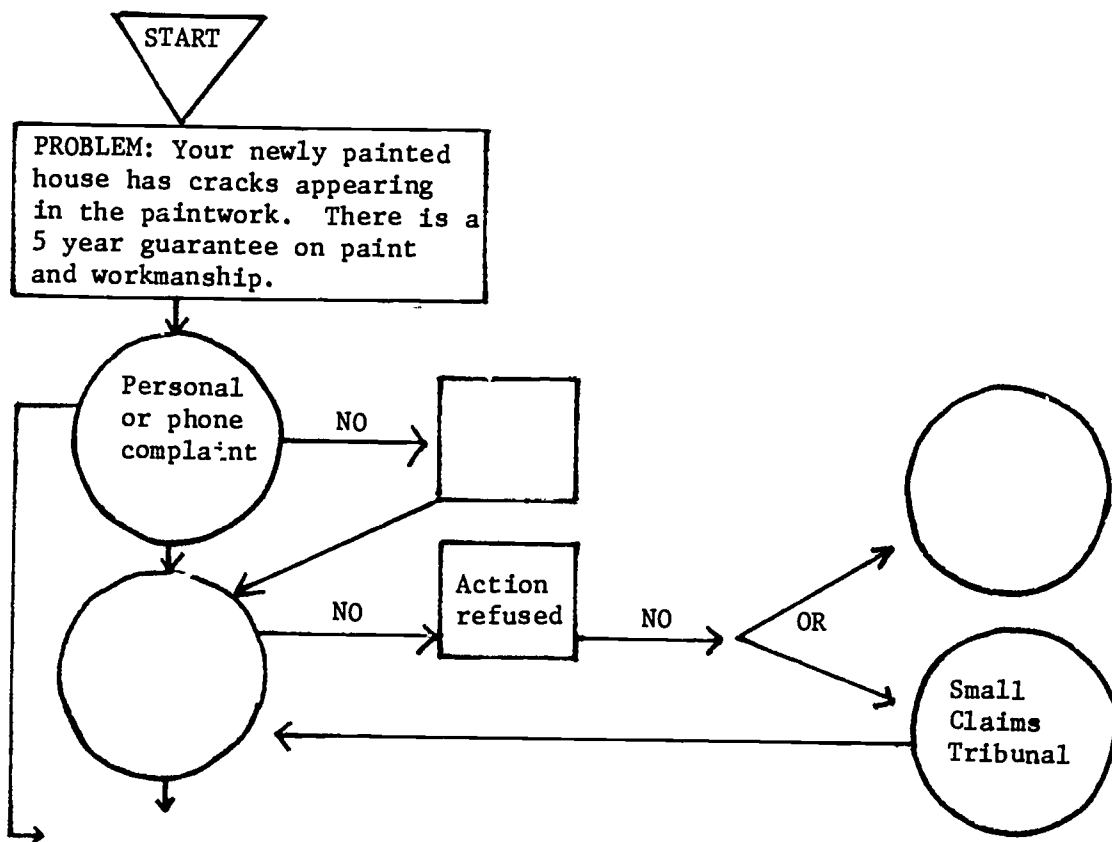 START
PROBLEM: Your newly painted
house has cracks appearing
in the paintwork. There is a
5 year guarantee on paint
and workmanship.
Personal
or phone
complaint
NO
NO
Action
refused
NO
OR
Small
Claims
Tribunal